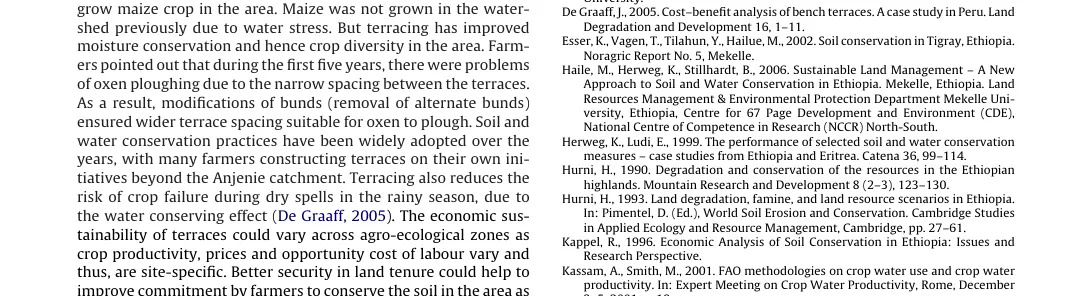 grow maize crop in the area. Maize was not grown in the water-
shed previously due to water stress. But terracing has improved
moisture conservation and hence crop diversity in the area. Farm-
ers pointed out that during the first five years, there were problems
of oxen ploughing due to the narrow spacing between the terraces.
As a result, modifications of bunds (removal of alternate bunds)
ensured wider terrace spacing suitable for oxen to plough. Soil and
water conservation practices have been widely adopted over the
years, with many farmers constructing terraces on their own ini-
tiatives beyond the Anjenie catchment. Terracing also reduces the
risk of crop failure during dry spells in the rainy season, due to
the water conserving effect (De Graaff, 2005). The economic sus-
tainability of terraces could vary across agro-ecological zones as
crop productivity, prices and opportunity cost of labour vary and
thus, are site-specific. Better security in land tenure could help to
improve commitment by farmers to conserve the soil in the area as
De Graaff, J., 2005. Cost–benefit analysis of bench terraces. A case study in Peru. Land
Degradation and Development 16, 1–11.
Esser, K., Vagen, T., Tilahun, Y., Hailue, M., 2002. Soil conservation in Tigray, Ethiopia.
Noragric Report No. 5, Mekelle.
Haile, M., Herweg, K., Stillhardt, B., 2006. Sustainable Land Management – A New
Approach to Soil and Water Conservation in Ethiopia. Mekelle, Ethiopia. Land
Resources Management & Environmental Protection Department Mekelle Uni-
versity, Ethiopia, Centre for 67 Page Development and Environment (CDE),
National Centre of Competence in Research (NCCR) North-South.
Herweg, K., Ludi, E., 1999. The performance of selected soil and water conservation
measures – case studies from Ethiopia and Eritrea. Catena 36, 99–114.
Hurni, H., 1990. Degradation and conservation of the resources in the Ethiopian
highlands. Mountain Research and Development 8 (2–3), 123–130.
Hurni, H., 1993. Land degradation, famine, and land resource scenarios in Ethiopia.
In: Pimentel, D. (Ed.), World Soil Erosion and Conservation. Cambridge Studies
in Applied Ecology and Resource Management, Cambridge, pp. 27–61.
Kappel, R., 1996. Economic Analysis of Soil Conservation in Ethiopia: Issues and
Research Perspective.
Kassam, A., Smith, M., 2001. FAO methodologies on crop water use and crop water
productivity. In: Expert Meeting on Crop Water Productivity, Rome, December